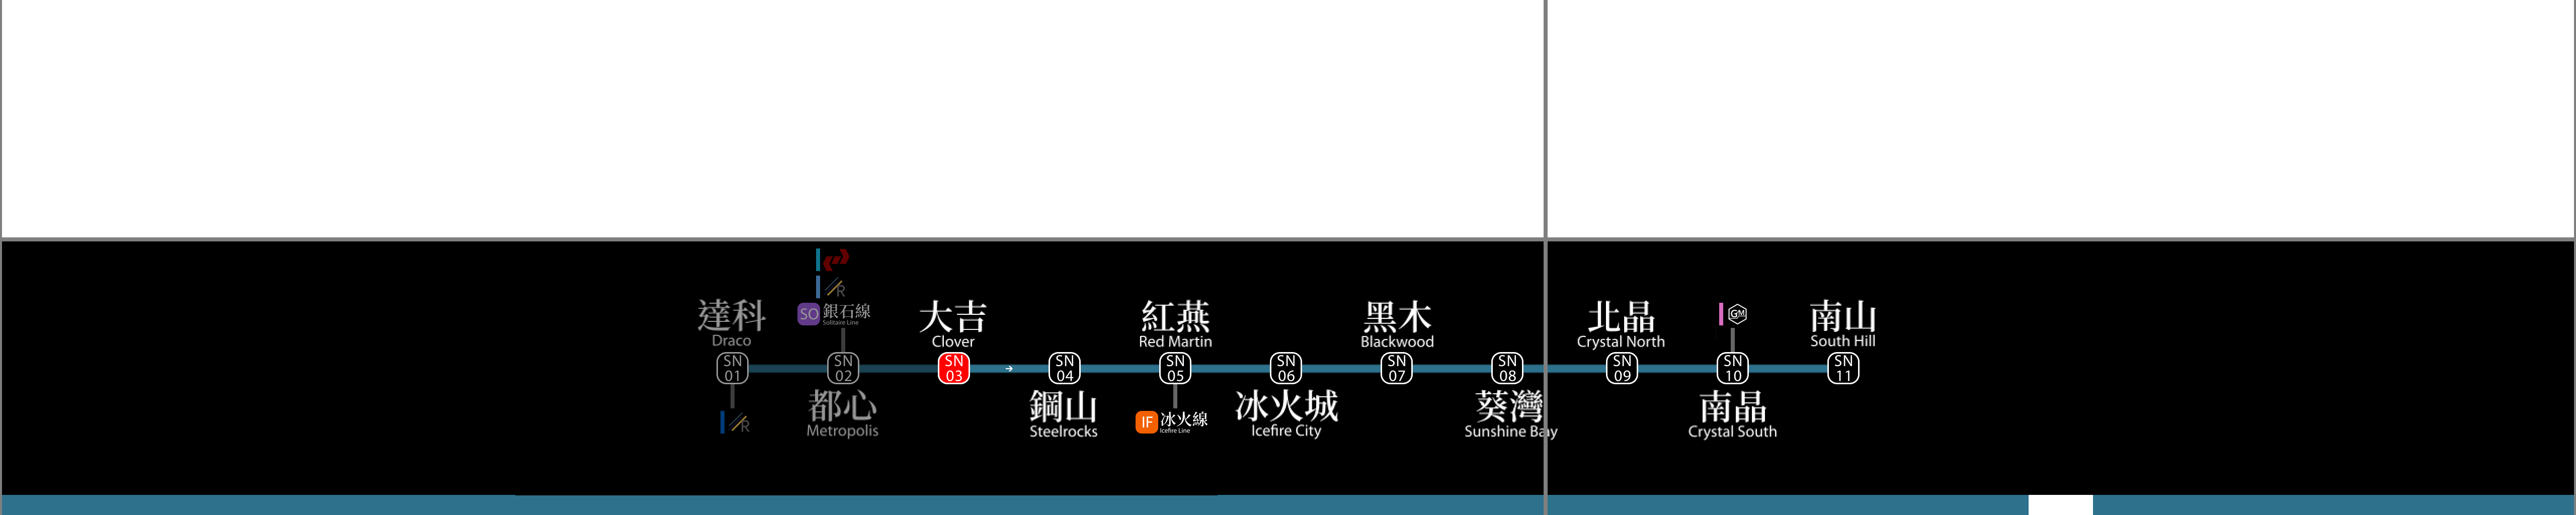 達科
Draco
SN
01
R
R
SO 銀石線
Solitaire Line
SN
02
都心
Metropolis
大吉
Clover
SN
03
→
SN
04
鋼山
Steelrocks
紅燕
Red Martin
SN
05
IF 冰火線
Icefire Line
SN
06
冰火城
Icefire City
黑木
Blackwood
SN
07
SN
08
葵灣
Sunshine Bay
北晶
Crystal North
SN
09
GM
SN
10
南晶
Crystal South
南山
South Hill
SN
11